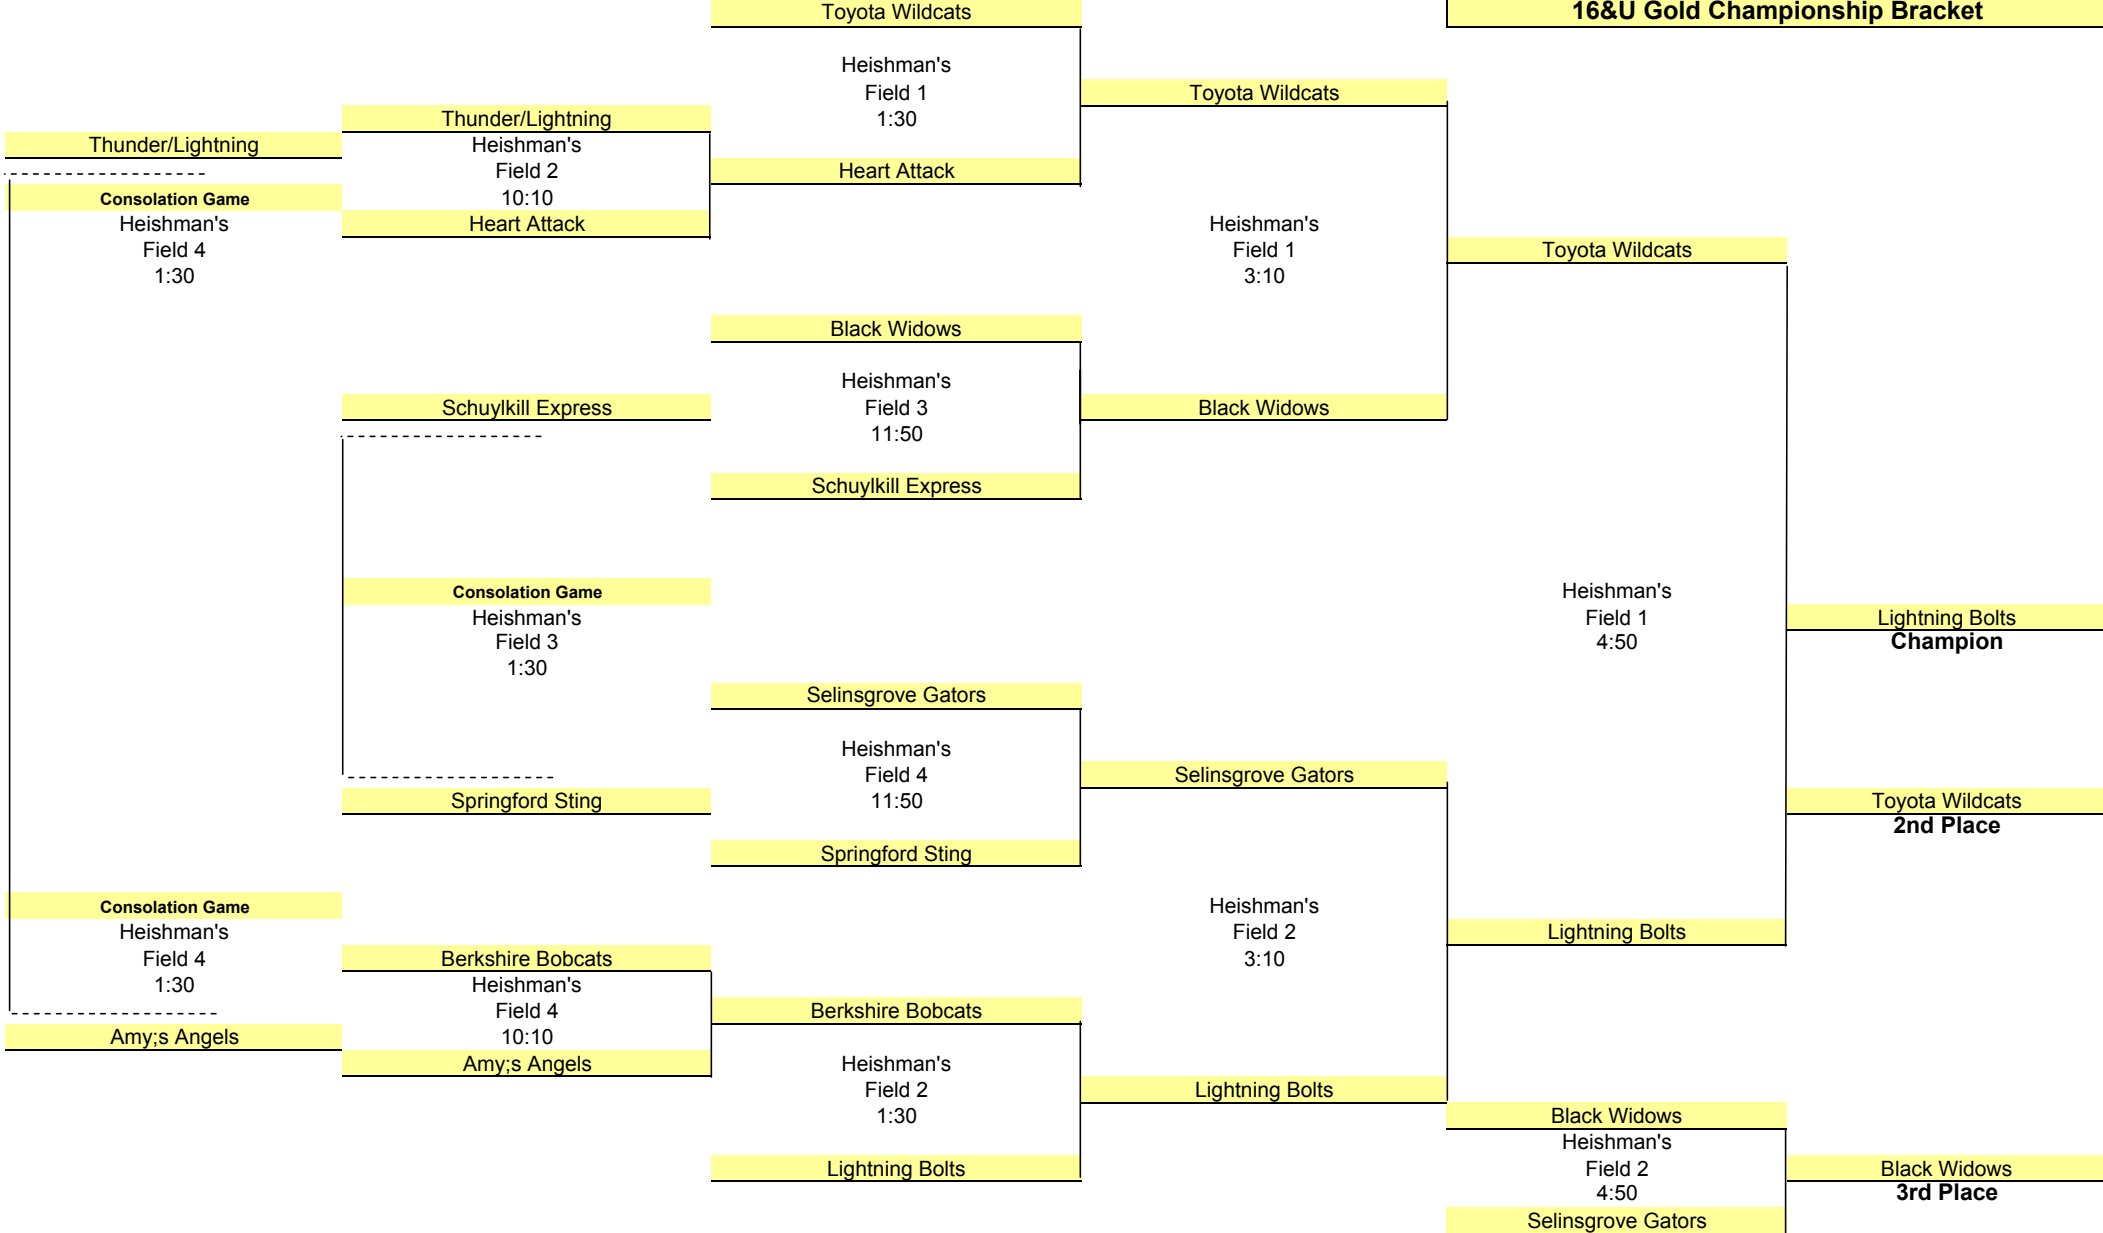 Toyota Wildcats
16&U Gold Championship Bracket
Heishman's
Field 1
1:30
Toyota Wildcats
Thunder/Lightning
Thunder/Lightning
Heishman's
Field 2
10:10
Heart Attack
Heart Attack
Consolation Game
Heishman's
Field 4
1:30
Heishman's
Field 1
3:10
Toyota Wildcats
Black Widows
Heishman's
Field 3
11:50
Schuylkill Express
Black Widows
Schuylkill Express
Consolation Game
Heishman's
Field 3
1:30
Heishman's
Field 1
4:50
Lightning Bolts
Champion
Selinsgrove Gators
Heishman's
Field 4
11:50
Selinsgrove Gators
Springford Sting
Springford Sting
Toyota Wildcats
2nd Place
Consolation Game
Heishman's
Field 4
1:30
Heishman's
Field 2
3:10
Lightning Bolts
Berkshire Bobcats
Heishman's
Field 4
10:10
Amy;s Angels
Amy;s Angels
Berkshire Bobcats
Heishman's
Field 2
1:30
Lightning Bolts
Lightning Bolts
Black Widows
Heishman's
Field 2
4:50
Selinsgrove Gators
Black Widows
3rd Place